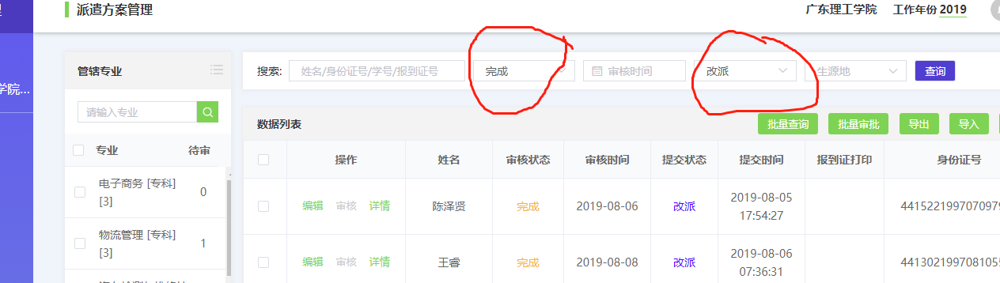 派遣方案管理
广东理工学院 工作年份 2019
学院...
管辖专业
搜索: 姓名/身份证号/学号/报到证号 完成 审核时间 改派 生源地 查询
请输入专业
数据列表
批量查询 批量审批 导出 导入
专业 待审
操作 姓名 审核状态 审核时间 提交状态 提交时间 报到证打印 身份证号
电子商务 [专科]
[3]
0
编辑 审核 详情 陈泽贤 完成 2019-08-06 改派 2019-08-05
17:54:27
4415221997070979
物流管理 [专科]
[3]
1
编辑 审核 详情 王睿 完成 2019-08-08 改派 2019-08-06
07:36:31
4413021997081055